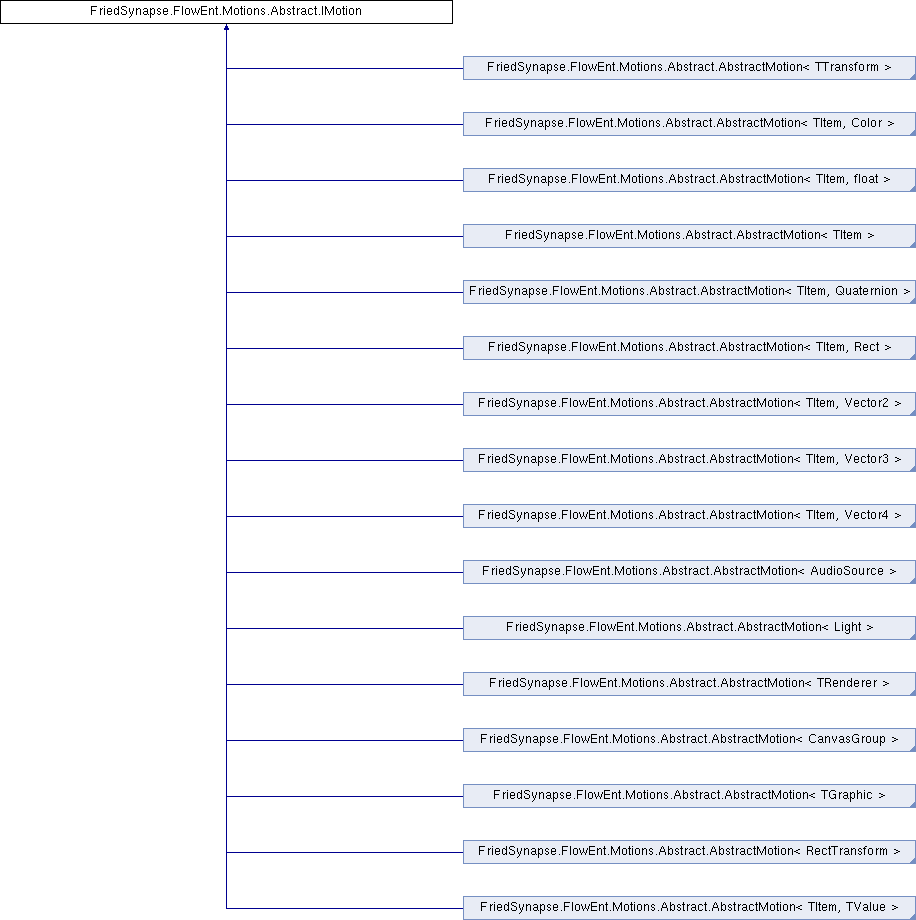 FriedSynapse.FlowEnt.Motions.Abstract.IMotion
FriedSynapse.FlowEnt.Motions.Abstract.AbstractMotion< TTransform >
FriedSynapse.FlowEnt.Motions.Abstract.AbstractMotion< TItem, Color >
FriedSynapse.FlowEnt.Motions.Abstract.AbstractMotion< TItem, float >
FriedSynapse.FlowEnt.Motions.Abstract.AbstractMotion< TItem >
FriedSynapse.FlowEnt.Motions.Abstract.AbstractMotion< TItem, Quaternion >
FriedSynapse.FlowEnt.Motions.Abstract.AbstractMotion< TItem, Rect >
FriedSynapse.FlowEnt.Motions.Abstract.AbstractMotion< TItem, Vector2 >
FriedSynapse.FlowEnt.Motions.Abstract.AbstractMotion< TItem, Vector3 >
FriedSynapse.FlowEnt.Motions.Abstract.AbstractMotion< TItem, Vector4 >
FriedSynapse.FlowEnt.Motions.Abstract.AbstractMotion< AudioSource >
FriedSynapse.FlowEnt.Motions.Abstract.AbstractMotion< Light >
FriedSynapse.FlowEnt.Motions.Abstract.AbstractMotion< TRenderer >
FriedSynapse.FlowEnt.Motions.Abstract.AbstractMotion< CanvasGroup >
FriedSynapse.FlowEnt.Motions.Abstract.AbstractMotion< TGraphic >
FriedSynapse.FlowEnt.Motions.Abstract.AbstractMotion< RectTransform >
FriedSynapse.FlowEnt.Motions.Abstract.AbstractMotion< TItem, TValue >